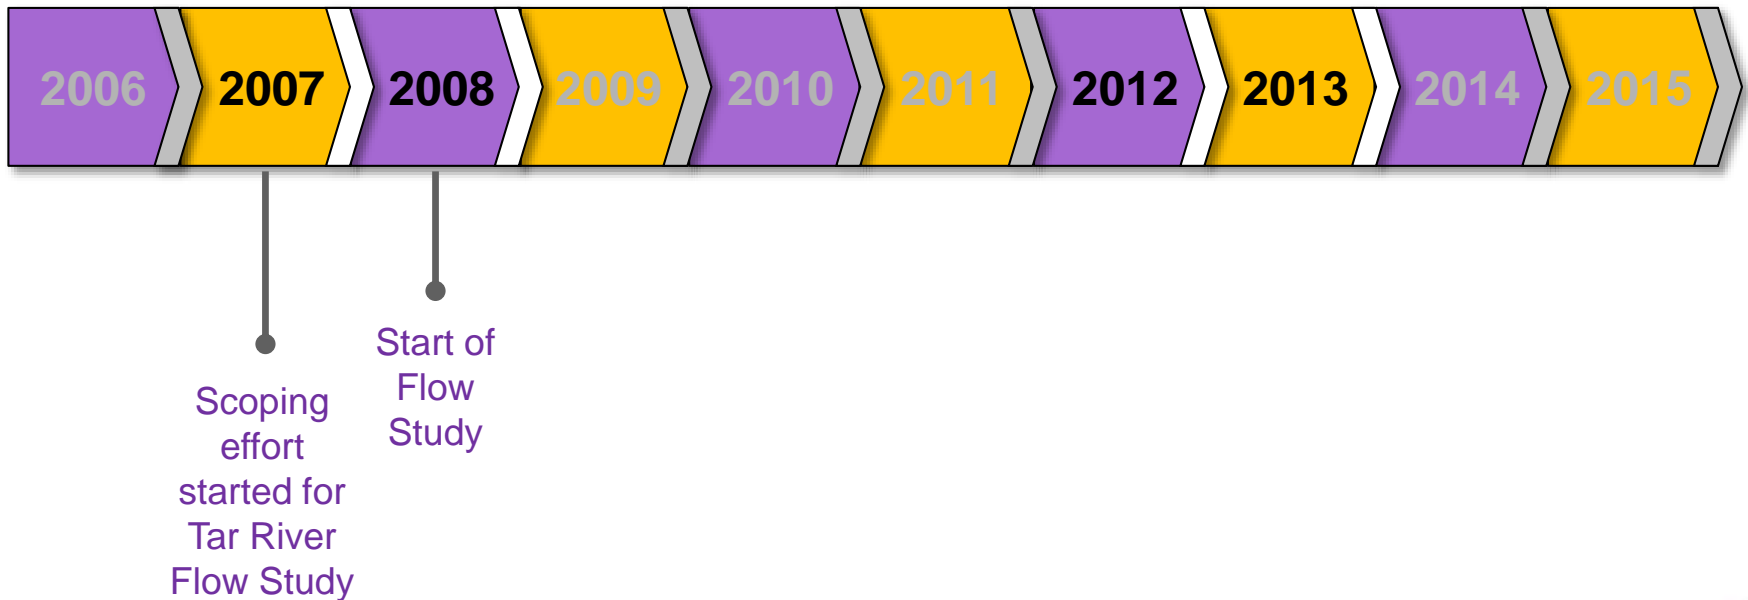 2006 2007 2008 2009 2010 2011 2012 2013 2014 2015
Scoping
effort
started for
Tar River
Flow Study
Start of
Flow
Study